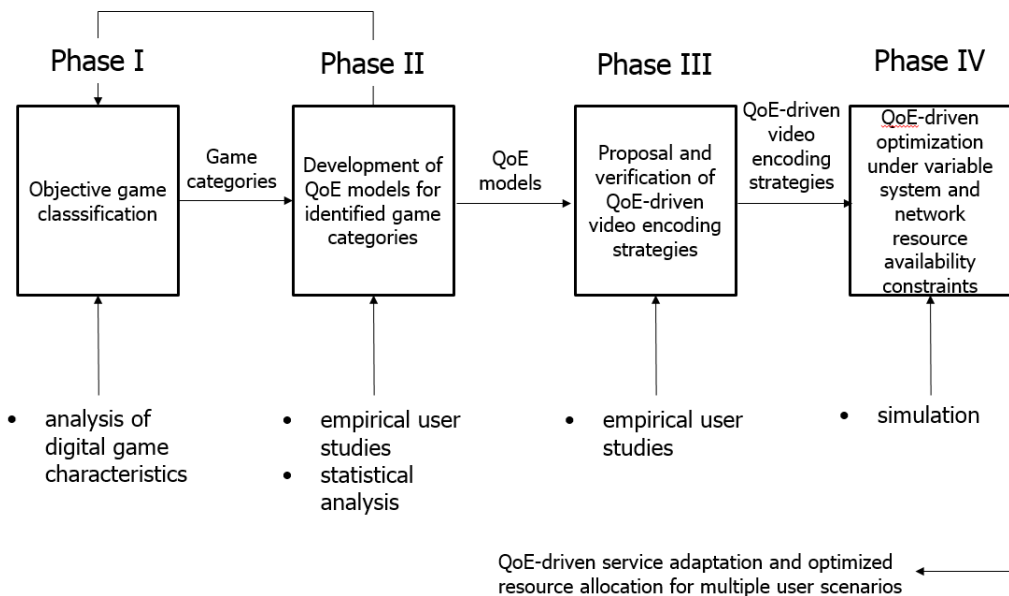 Phase I
Phase II
Phase III
Phase IV
Objective game
classsification
Game
categories
Development of
QoE models for
identified game
categories
QoE
models
Proposal and
verification of
QoE-driven
video encoding
strategies
QoE-driven
video
encoding
strategies
QoE-driven
optimization
under variable
system and
network
resource
availability
constraints
• analysis of
digital game
characteristics
• empirical user
studies
• statistical
analysis
• empirical user
studies
• simulation
QoE-driven service adaptation and optimized
resource allocation for multiple user scenarios